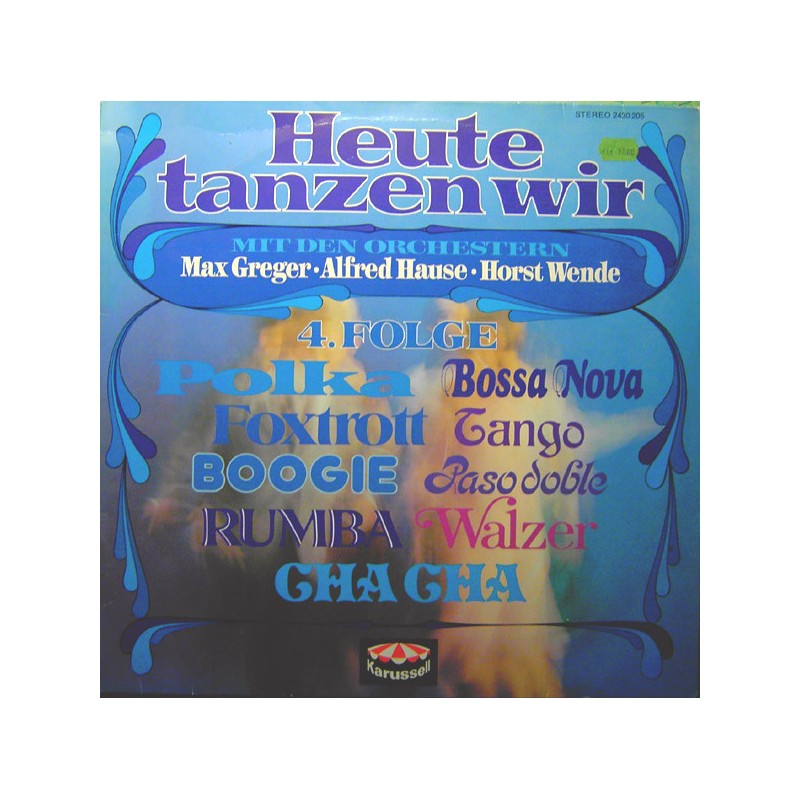 STEREO 2430 205
Heute
tanzen wir
MIT DEN ORCHESTERN
Max Greger · Alfred Hause · Horst Wende
4. FOLGE
Polka Bossa Nova
Foxtrott Tango
BOOGIE Paso doble
RUMBA Walzer
CHA CHA
Karussell